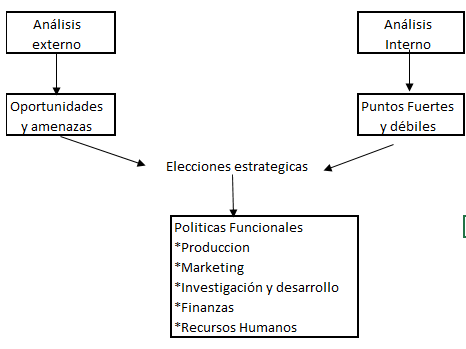 Análisis
externo
Análisis
Interno
Oportunidades
y amenazas
Puntos Fuertes
y débiles
Elecciones estrategicas
Politicas Funcionales
*Produccion
*Marketing
*Investigación y desarrollo
*Finanzas
*Recursos Humanos